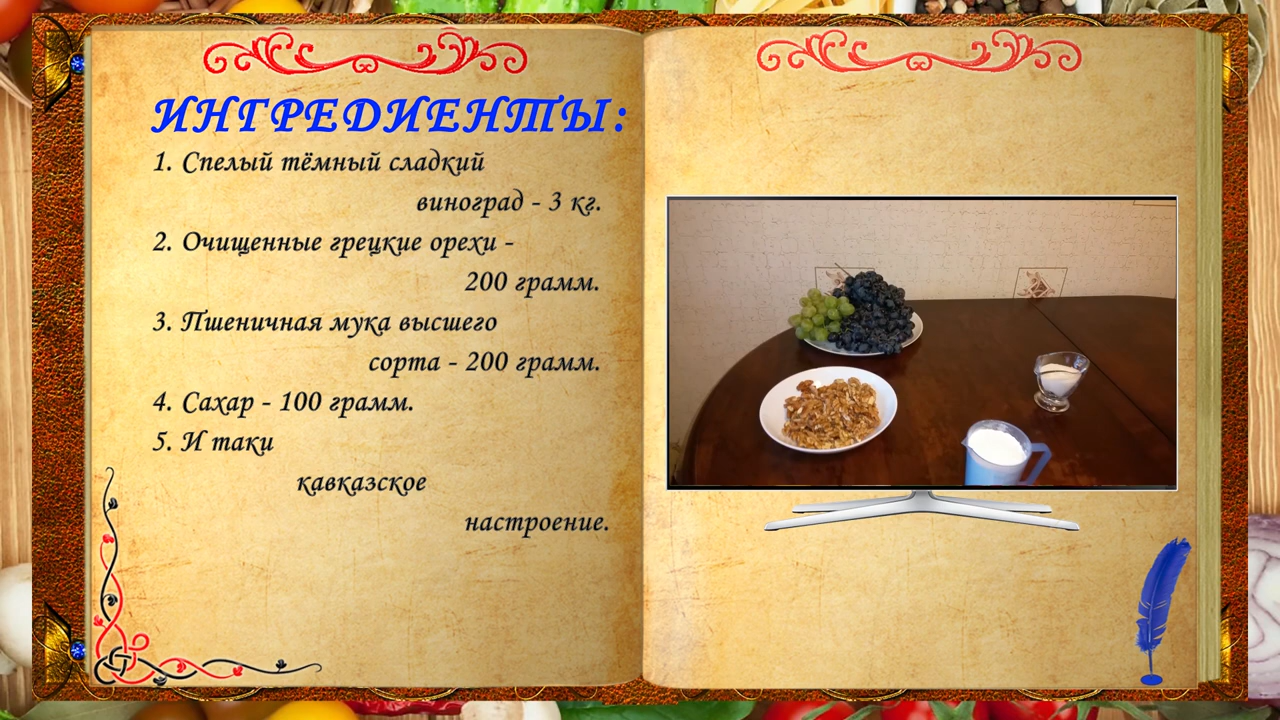 ИНГРЕДИЕНТЫ:
1. Спелый тёмный сладкий
виноград - 3 кг.
2. Очищенные грецкие орехи -
200 грамм.
3. Пшеничная мука высшего
сорта - 200 грамм.
4. Сахар - 100 грамм.
5. И таки
кавказское
настроение.